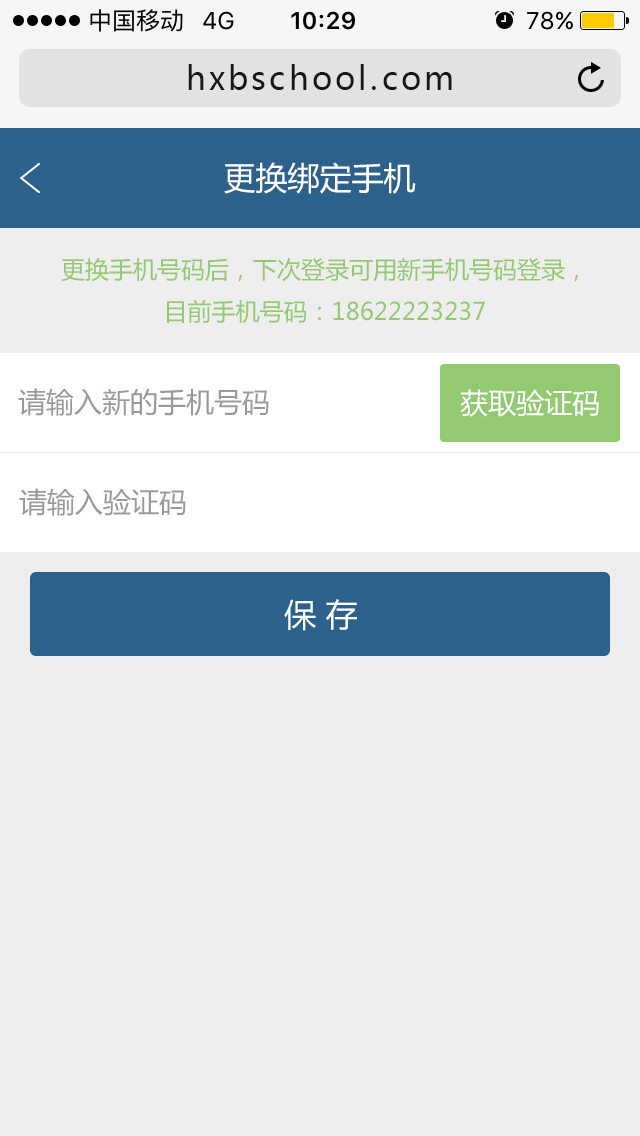 中国移动 4G 10:29 78%
hxbschool.com
更换绑定手机
更换手机号码后，下次登录可用新手机号码登录，
目前手机号码：18622223237
请输入新的手机号码 获取验证码
请输入验证码
保 存